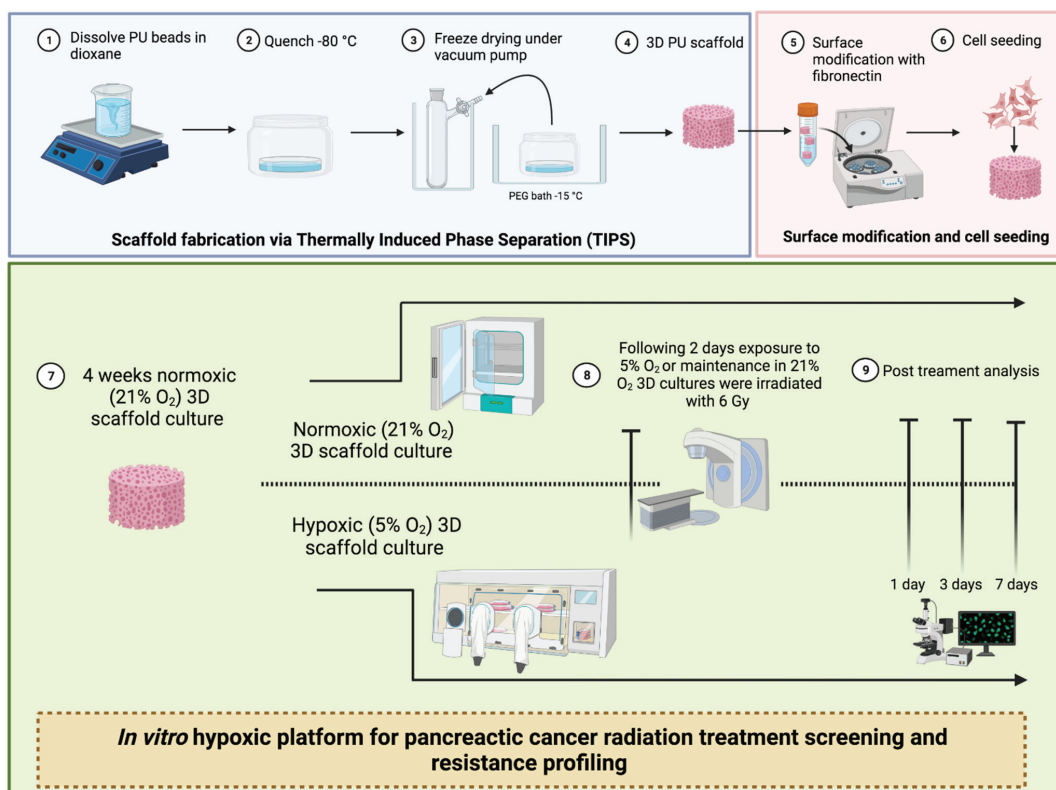 1 Dissolve PU beads in
dioxane
2 Quench -80 °C
3 Freeze drying under
vacuum pump
4 3D PU scaffold
PEG bath -15 °C
Scaffold fabrication via Thermally Induced Phase Separation (TIPS)
5 Surface
modification with
fibronectin
6 Cell seeding
Surface modification and cell seeding
7 4 weeks normoxic
(21% O₂) 3D
scaffold culture
Normoxic (21% O₂)
3D scaffold culture
Hypoxic (5% O₂) 3D
scaffold culture
8 Following 2 days exposure to
5% O₂ or maintenance in 21%
O₂ 3D cultures were irradiated
with 6 Gy
9 Post treament analysis
1 day 3 days 7 days
In vitro hypoxic platform for pancreactic cancer radiation treatment screening and
resistance profiling